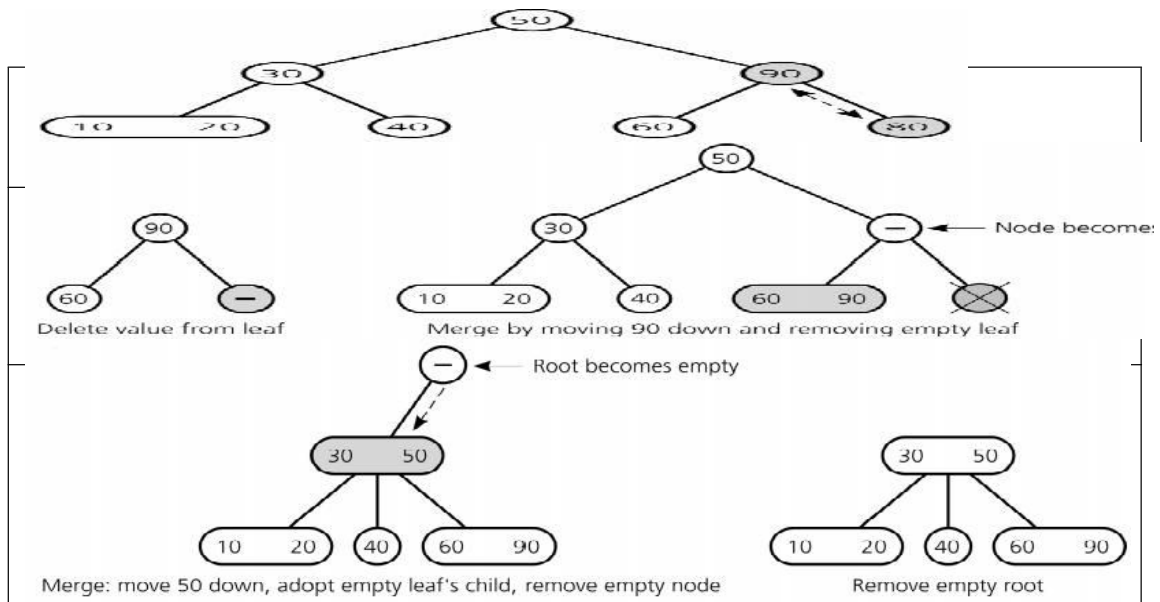 50
30 90
10 20 40 60 80
50
90 30 — Node becomes
60 — 10 20 40 60 90
Delete value from leaf Merge by moving 90 down and removing empty leaf
— Root becomes empty
30 50 30 50
10 20 40 60 90 10 20 40 60 90
Merge: move 50 down, adopt empty leaf's child, remove empty node Remove empty root